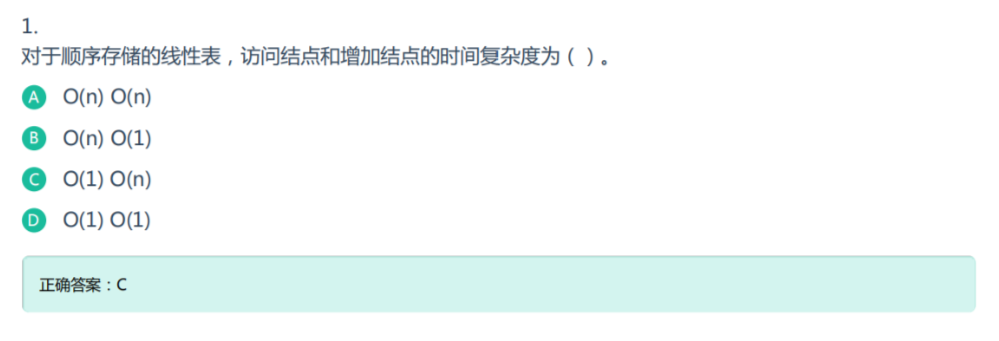 1.
对于顺序存储的线性表，访问结点和增加结点的时间复杂度为（ ）。
A O(n) O(n)
B O(n) O(1)
C O(1) O(n)
D O(1) O(1)
正确答案：C